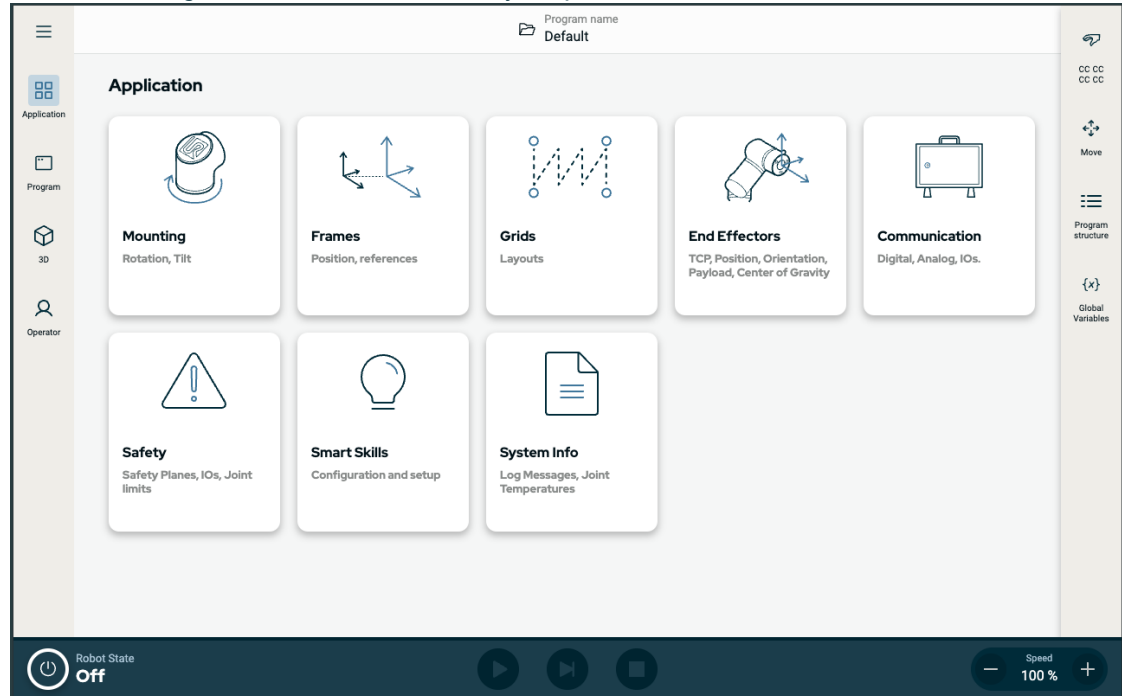 Program name
Default
CC CC
CC CC
Application
Application
Program
3D
Operator
Move
Program
structure
{x}
Global
Variables
Mounting
Rotation, Tilt
Frames
Position, references
Grids
Layouts
End Effectors
TCP, Position, Orientation,
Payload, Center of Gravity
Communication
Digital, Analog, IOs.
Safety
Safety Planes, IOs, Joint
limits
Smart Skills
Configuration and setup
System Info
Log Messages, Joint
Temperatures
Robot State
Off
Speed
100 %